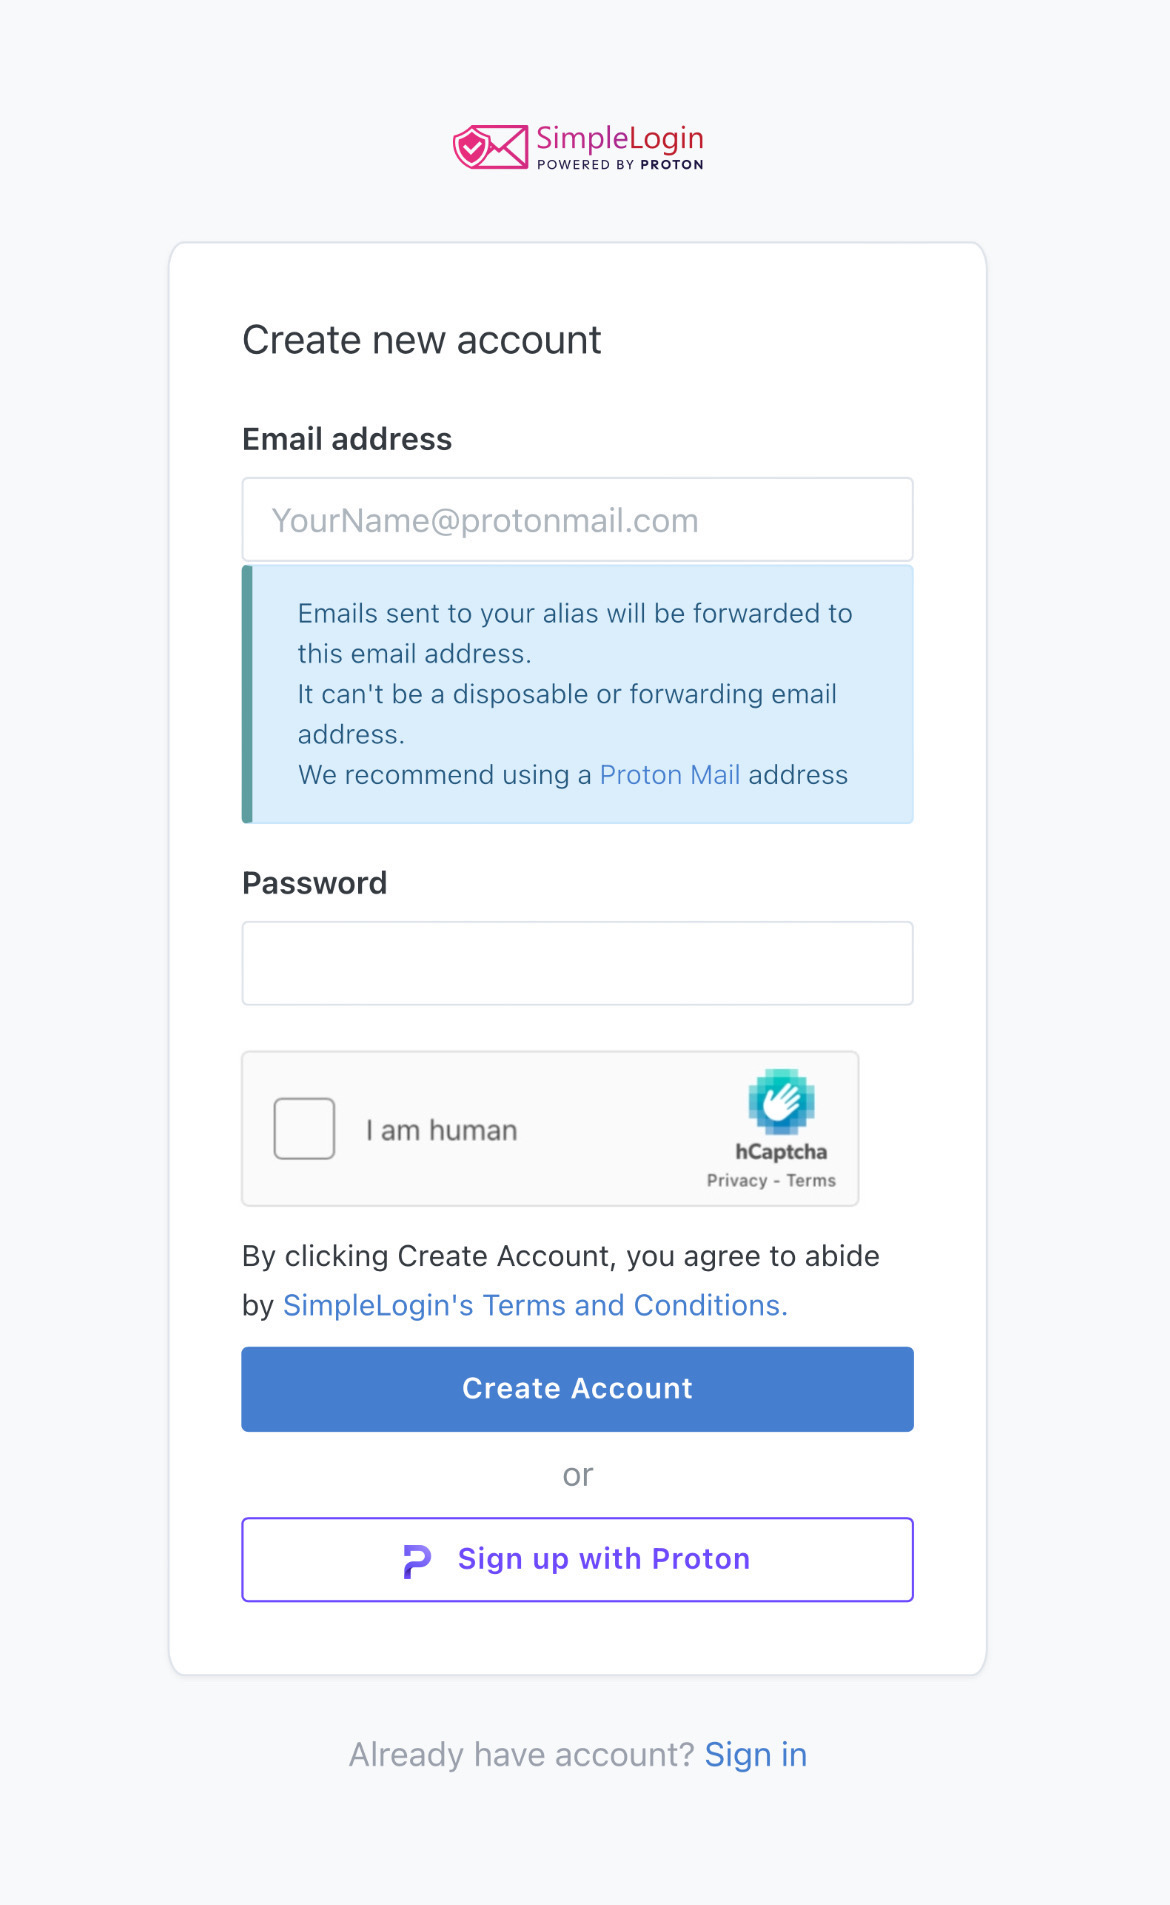 SimpleLogin
POWERED BY PROTON
Create new account
Email address
YourName@protonmail.com
Emails sent to your alias will be forwarded to
this email address.
It can't be a disposable or forwarding email
address.
We recommend using a Proton Mail address
Password
I am human
hCaptcha
Privacy - Terms
By clicking Create Account, you agree to abide
by SimpleLogin's Terms and Conditions.
Create Account
or
Sign up with Proton
Already have account? Sign in